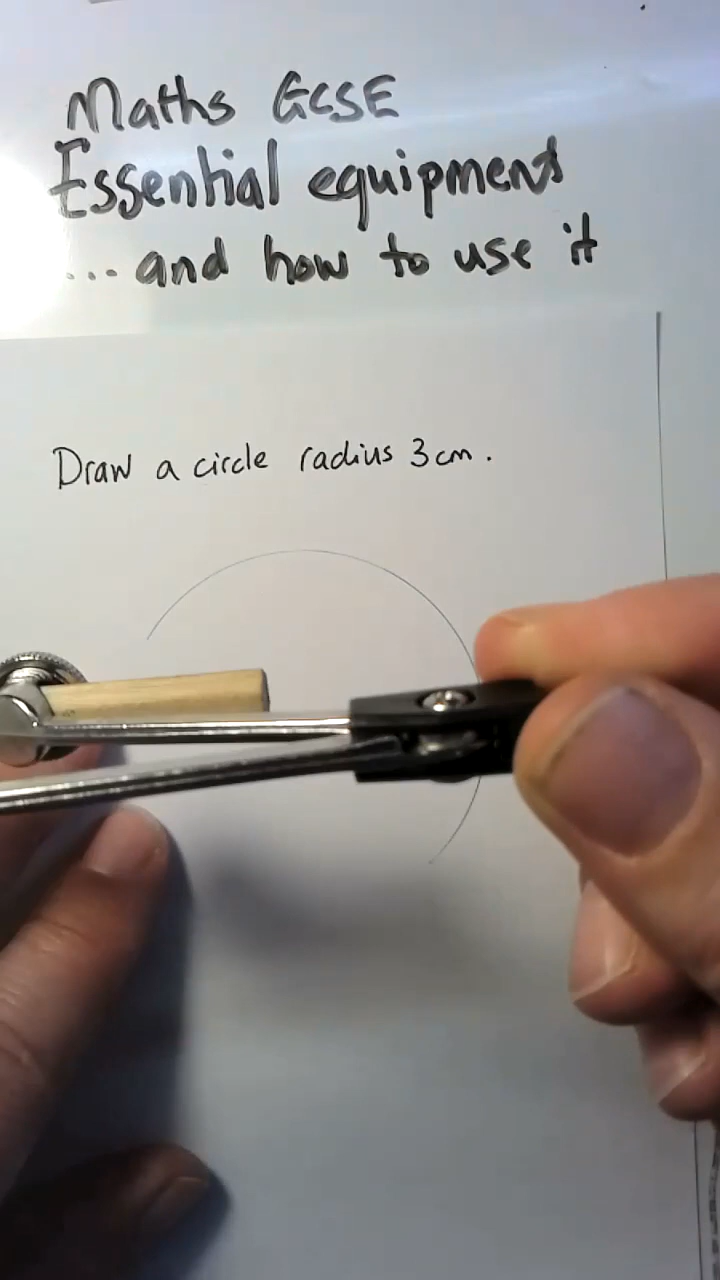 Maths GCSE
Essential equipment
... and how to use it
Draw a circle radius 3cm.